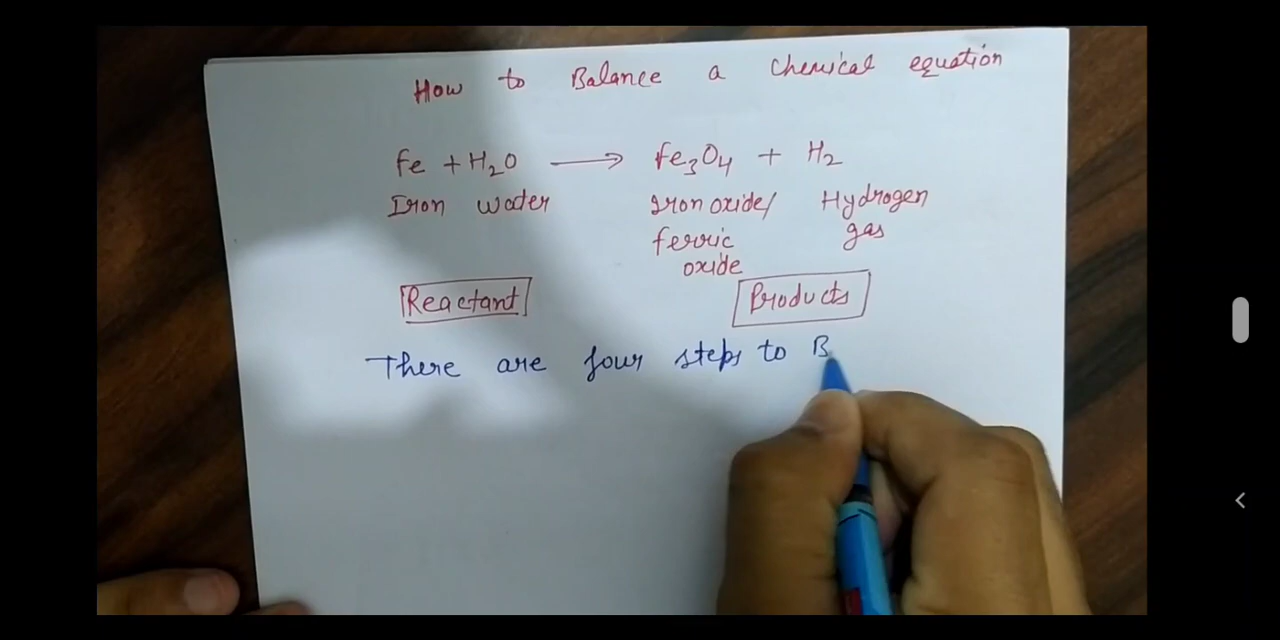 How to Balance a Chemical equation
Fe + H₂O ⟶ Fe₃O₄ + H₂
Iron water Iron oxide/ Hydrogen
ferric gas
oxide
Reactant Products
There are four steps to B